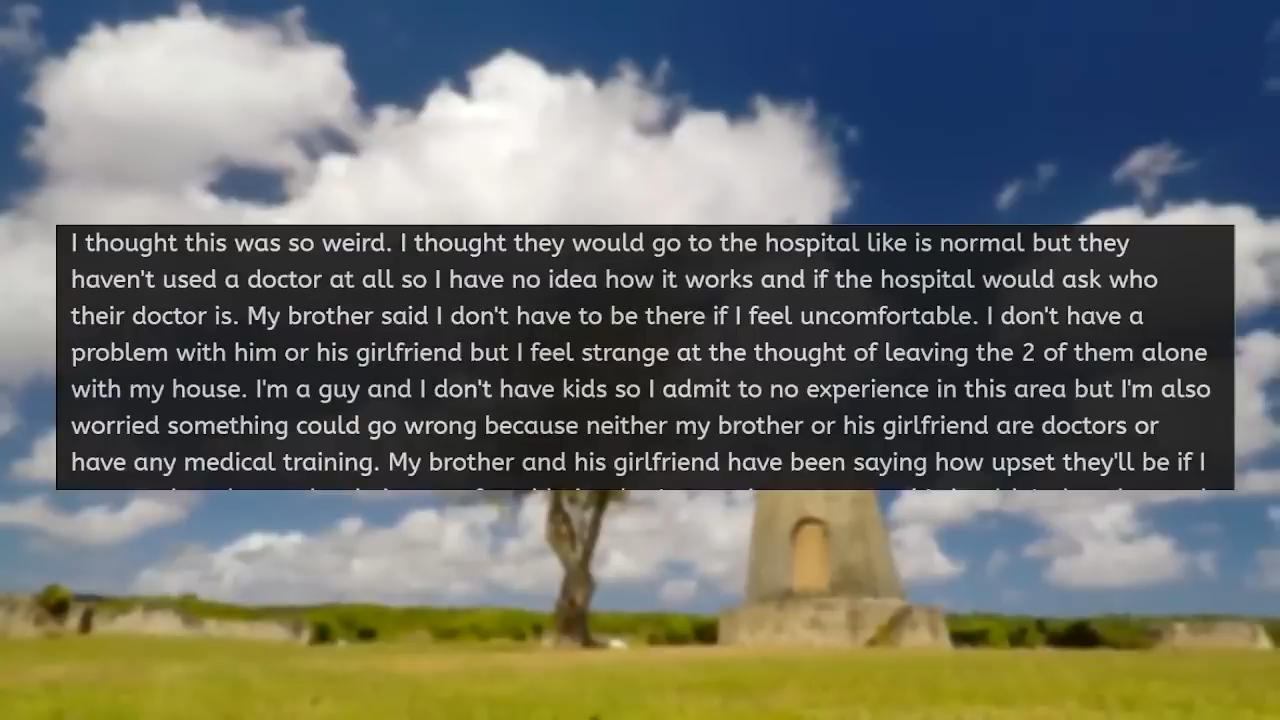 I thought this was so weird. I thought they would go to the hospital like is normal but they
haven't used a doctor at all so I have no idea how it works and if the hospital would ask who
their doctor is. My brother said I don't have to be there if I feel uncomfortable. I don't have a
problem with him or his girlfriend but I feel strange at the thought of leaving the 2 of them alone
with my house. I'm a guy and I don't have kids so I admit to no experience in this area but I'm also
worried something could go wrong because neither my brother or his girlfriend are doctors or
have any medical training. My brother and his girlfriend have been saying how upset they'll be if I